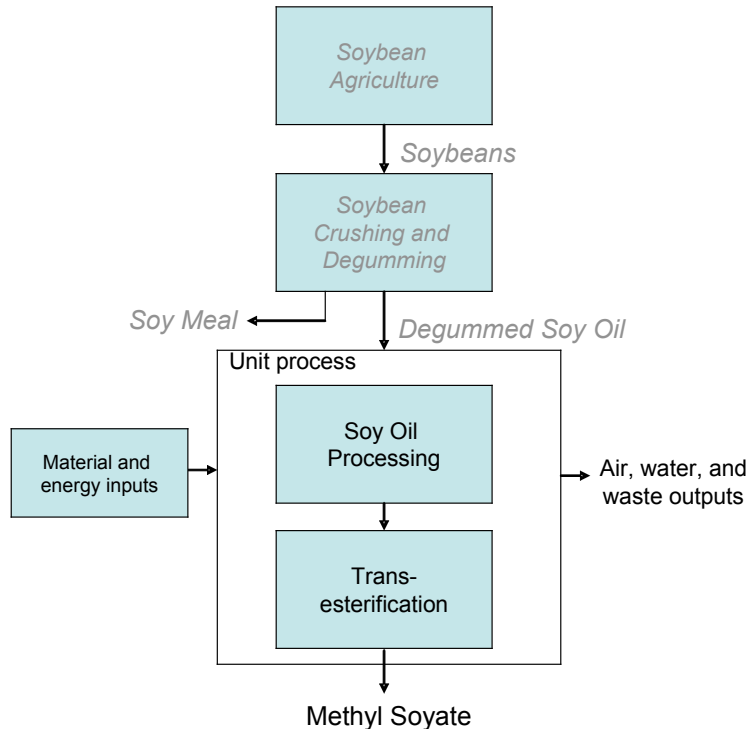 Soybean
Agriculture
Soybeans
Soybean
Crushing and
Degumming
Soy Meal
Degummed Soy Oil
Unit process
Soy Oil
Processing
Material and
energy inputs
Air, water, and
waste outputs
Trans-
esterification
Methyl Soyate